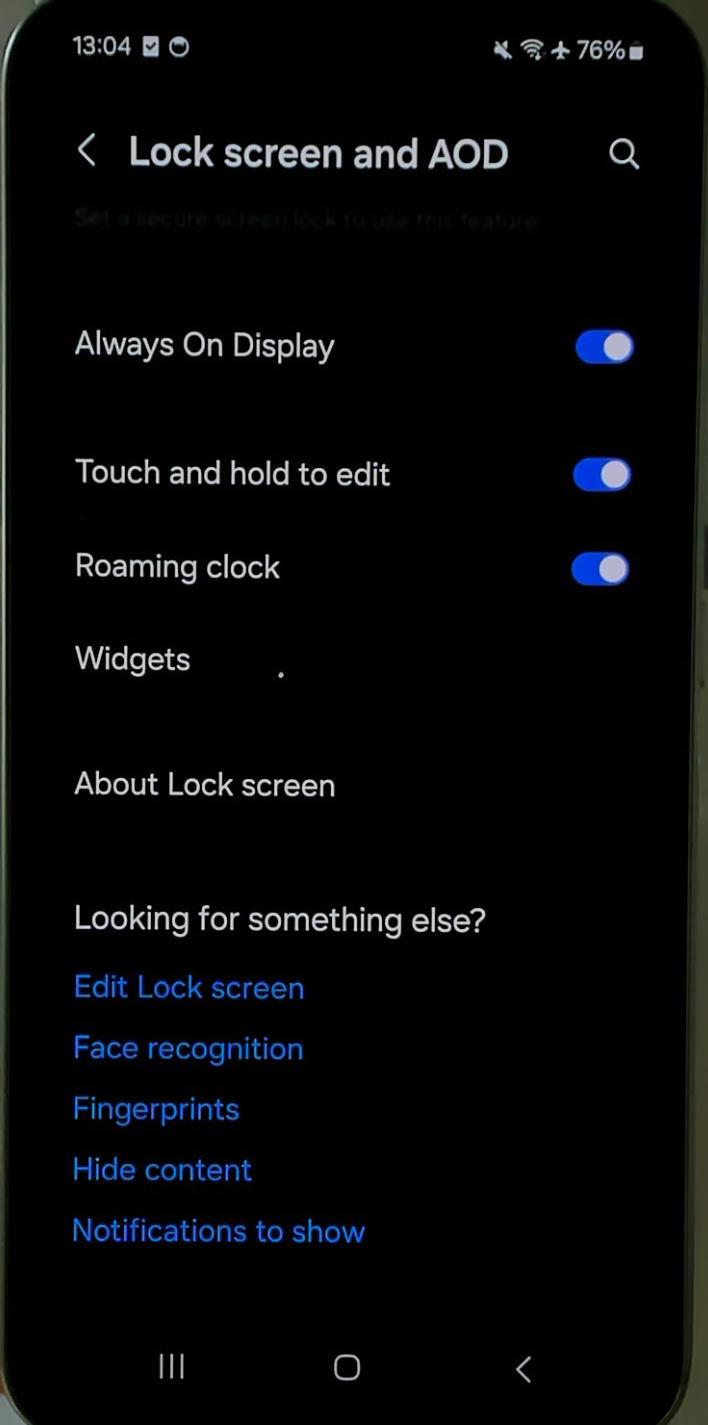 13:04
76%
Lock screen and AOD
Set a secure screen lock to use this feature
Always On Display
Touch and hold to edit
Roaming clock
Widgets
About Lock screen
Looking for something else?
Edit Lock screen
Face recognition
Fingerprints
Hide content
Notifications to show